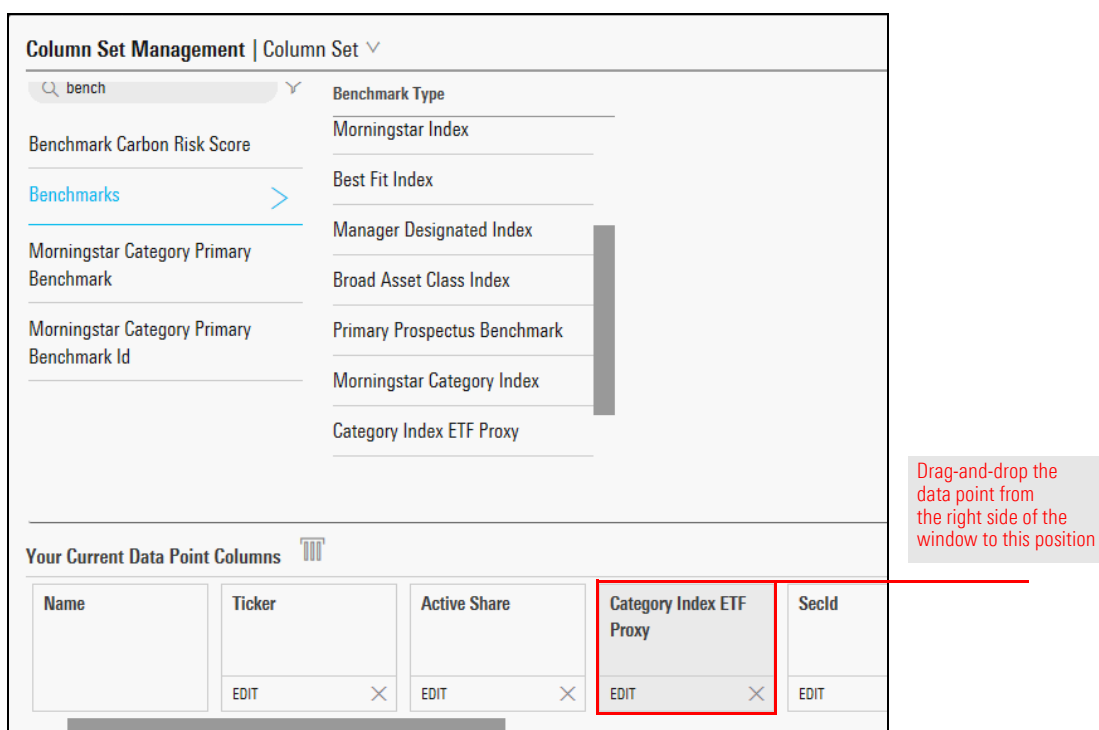 Column Set Management | Column Set
bench
Benchmark Carbon Risk Score
Benchmarks
Morningstar Category Primary
Benchmark
Morningstar Category Primary
Benchmark Id
Benchmark Type
Morningstar Index
Best Fit Index
Manager Designated Index
Broad Asset Class Index
Primary Prospectus Benchmark
Morningstar Category Index
Category Index ETF Proxy
Drag-and-drop the
data point from
the right side of the
window to this position
Your Current Data Point Columns
Name
Ticker
EDIT
Active Share
EDIT
Category Index ETF
Proxy
EDIT
SecId
EDIT